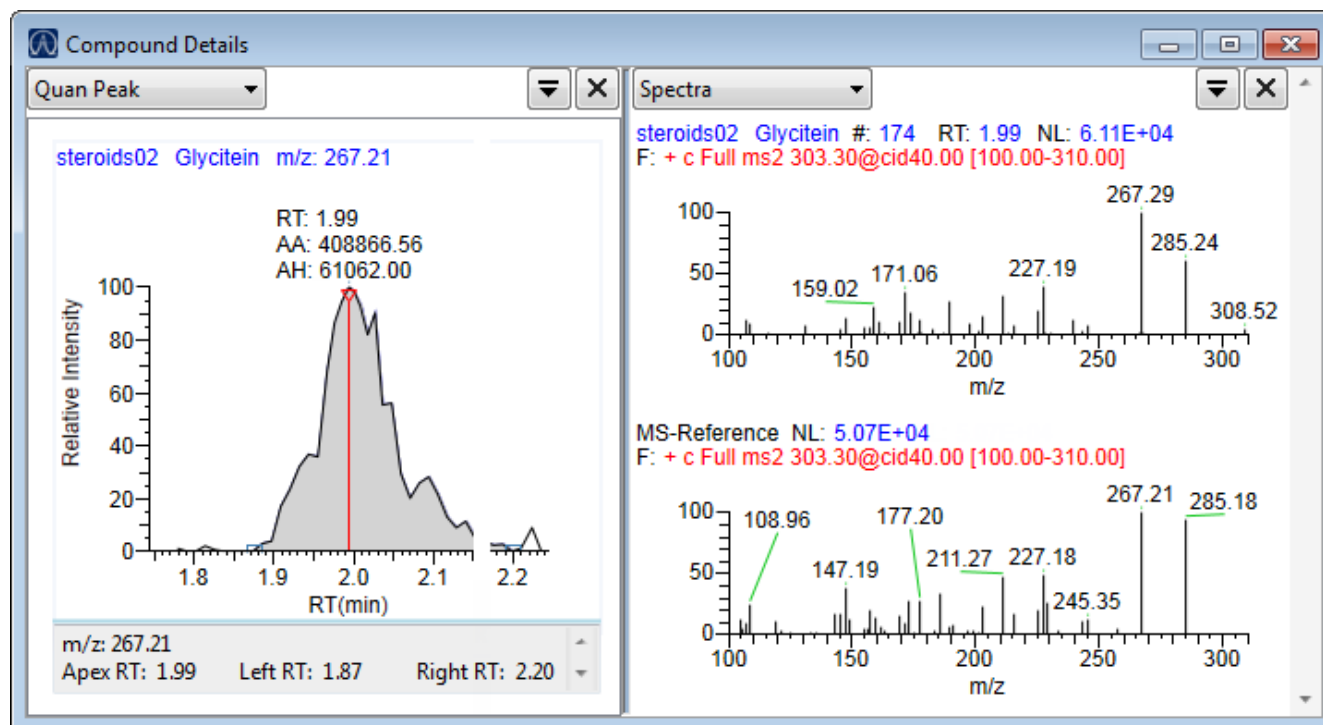 Compound Details
Quan Peak
steroids02 Glycitein m/z: 267.21
RT: 1.99
AA: 408866.56
AH: 61062.00
Relative Intensity
100
80
60
40
20
0
1.8 1.9 2.0 2.1 2.2
RT(min)
m/z: 267.21
Apex RT: 1.99 Left RT: 1.87 Right RT: 2.20
Spectra
steroids02 Glycitein #: 174 RT: 1.99 NL: 6.11E+04
F: + c Full ms2 303.30@cid40.00 [100.00-310.00]
267.29
100
285.24
50
159.02 171.06 227.19
308.52
0
100 150 200 250 300
m/z
MS-Reference NL: 5.07E+04
F: + c Full ms2 303.30@cid40.00 [100.00-310.00]
267.21 285.18
100
108.96 177.20
211.27 227.18
147.19
50
245.35
0
100 150 200 250 300
m/z